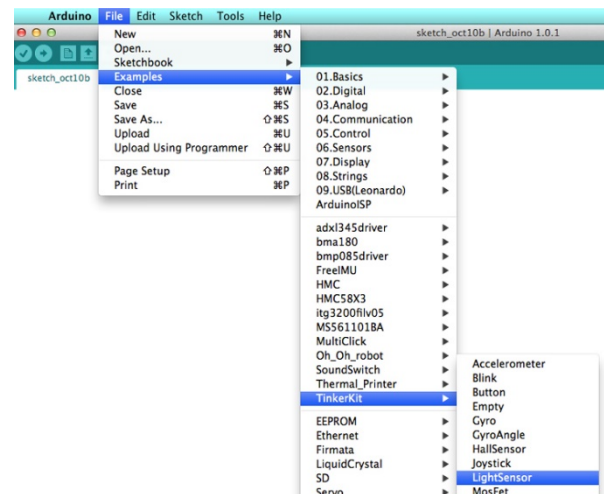 Arduino File Edit Sketch Tools Help
sketch_oct10b | Arduino 1.0.1
sketch_oct10b
New ⌘N
Open... ⌘O
Sketchbook
Examples
Close ⌘W
Save ⌘S
Save As... ⇧⌘S
Upload ⌘U
Upload Using Programmer ⇧⌘U
Page Setup ⇧⌘P
Print ⌘P
01.Basics
02.Digital
03.Analog
04.Communication
05.Control
06.Sensors
07.Display
08.Strings
09.USB(Leonardo)
ArduinoISP
adxl345driver
bma180
bmp085driver
FreeIMU
HMC
HMC58X3
itg3200filv05
MS561101BA
MultiClick
Oh_Oh_robot
SoundSwitch
Thermal_Printer
TinkerKit
EEPROM
Ethernet
Firmata
LiquidCrystal
SD
Servo
Accelerometer
Blink
Button
Empty
Gyro
GyroAngle
HallSensor
Joystick
LightSensor
MosFet